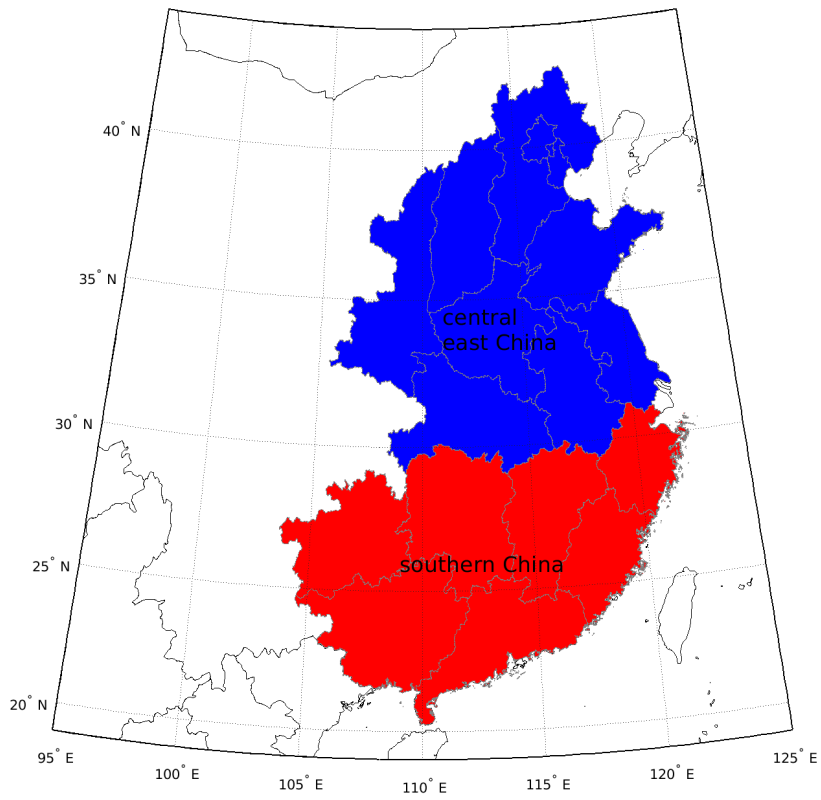 40° N
35° N
central
east China
30° N
southern China
25° N
20° N
95° E
100° E
105° E
110° E
115° E
120° E
125° E